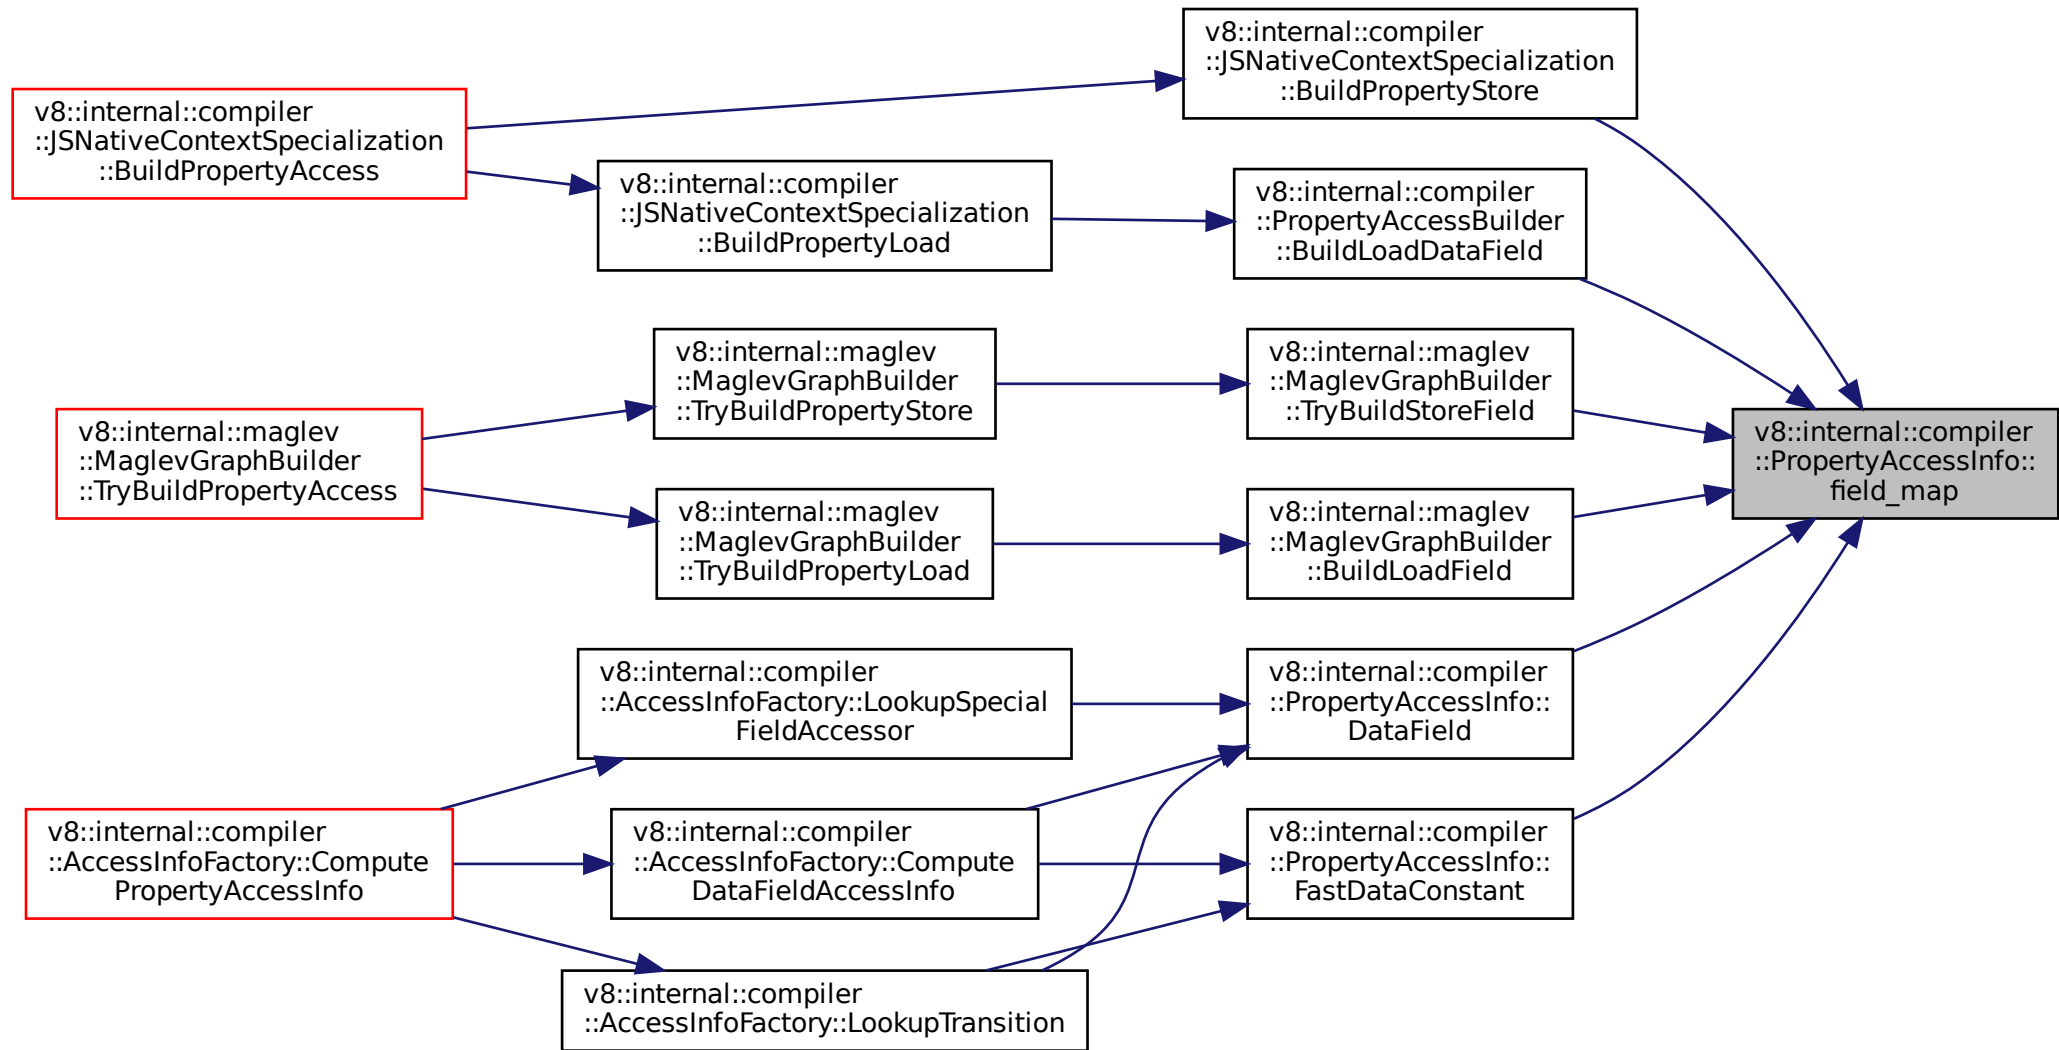 v8::internal::compiler
::JSNativeContextSpecialization
::BuildPropertyStore
v8::internal::compiler
::JSNativeContextSpecialization
::BuildPropertyAccess
v8::internal::compiler
::JSNativeContextSpecialization
::BuildPropertyLoad
v8::internal::compiler
::PropertyAccessBuilder
::BuildLoadDataField
v8::internal::maglev
::MaglevGraphBuilder
::TryBuildPropertyStore
v8::internal::maglev
::MaglevGraphBuilder
::TryBuildStoreField
v8::internal::maglev
::MaglevGraphBuilder
::TryBuildPropertyAccess
v8::internal::compiler
::PropertyAccessInfo::
field_map
v8::internal::maglev
::MaglevGraphBuilder
::TryBuildPropertyLoad
v8::internal::maglev
::MaglevGraphBuilder
::BuildLoadField
v8::internal::compiler
::AccessInfoFactory::LookupSpecial
FieldAccessor
v8::internal::compiler
::PropertyAccessInfo::
DataField
v8::internal::compiler
::AccessInfoFactory::Compute
PropertyAccessInfo
v8::internal::compiler
::AccessInfoFactory::Compute
DataFieldAccessInfo
v8::internal::compiler
::PropertyAccessInfo::
FastDataConstant
v8::internal::compiler
::AccessInfoFactory::LookupTransition